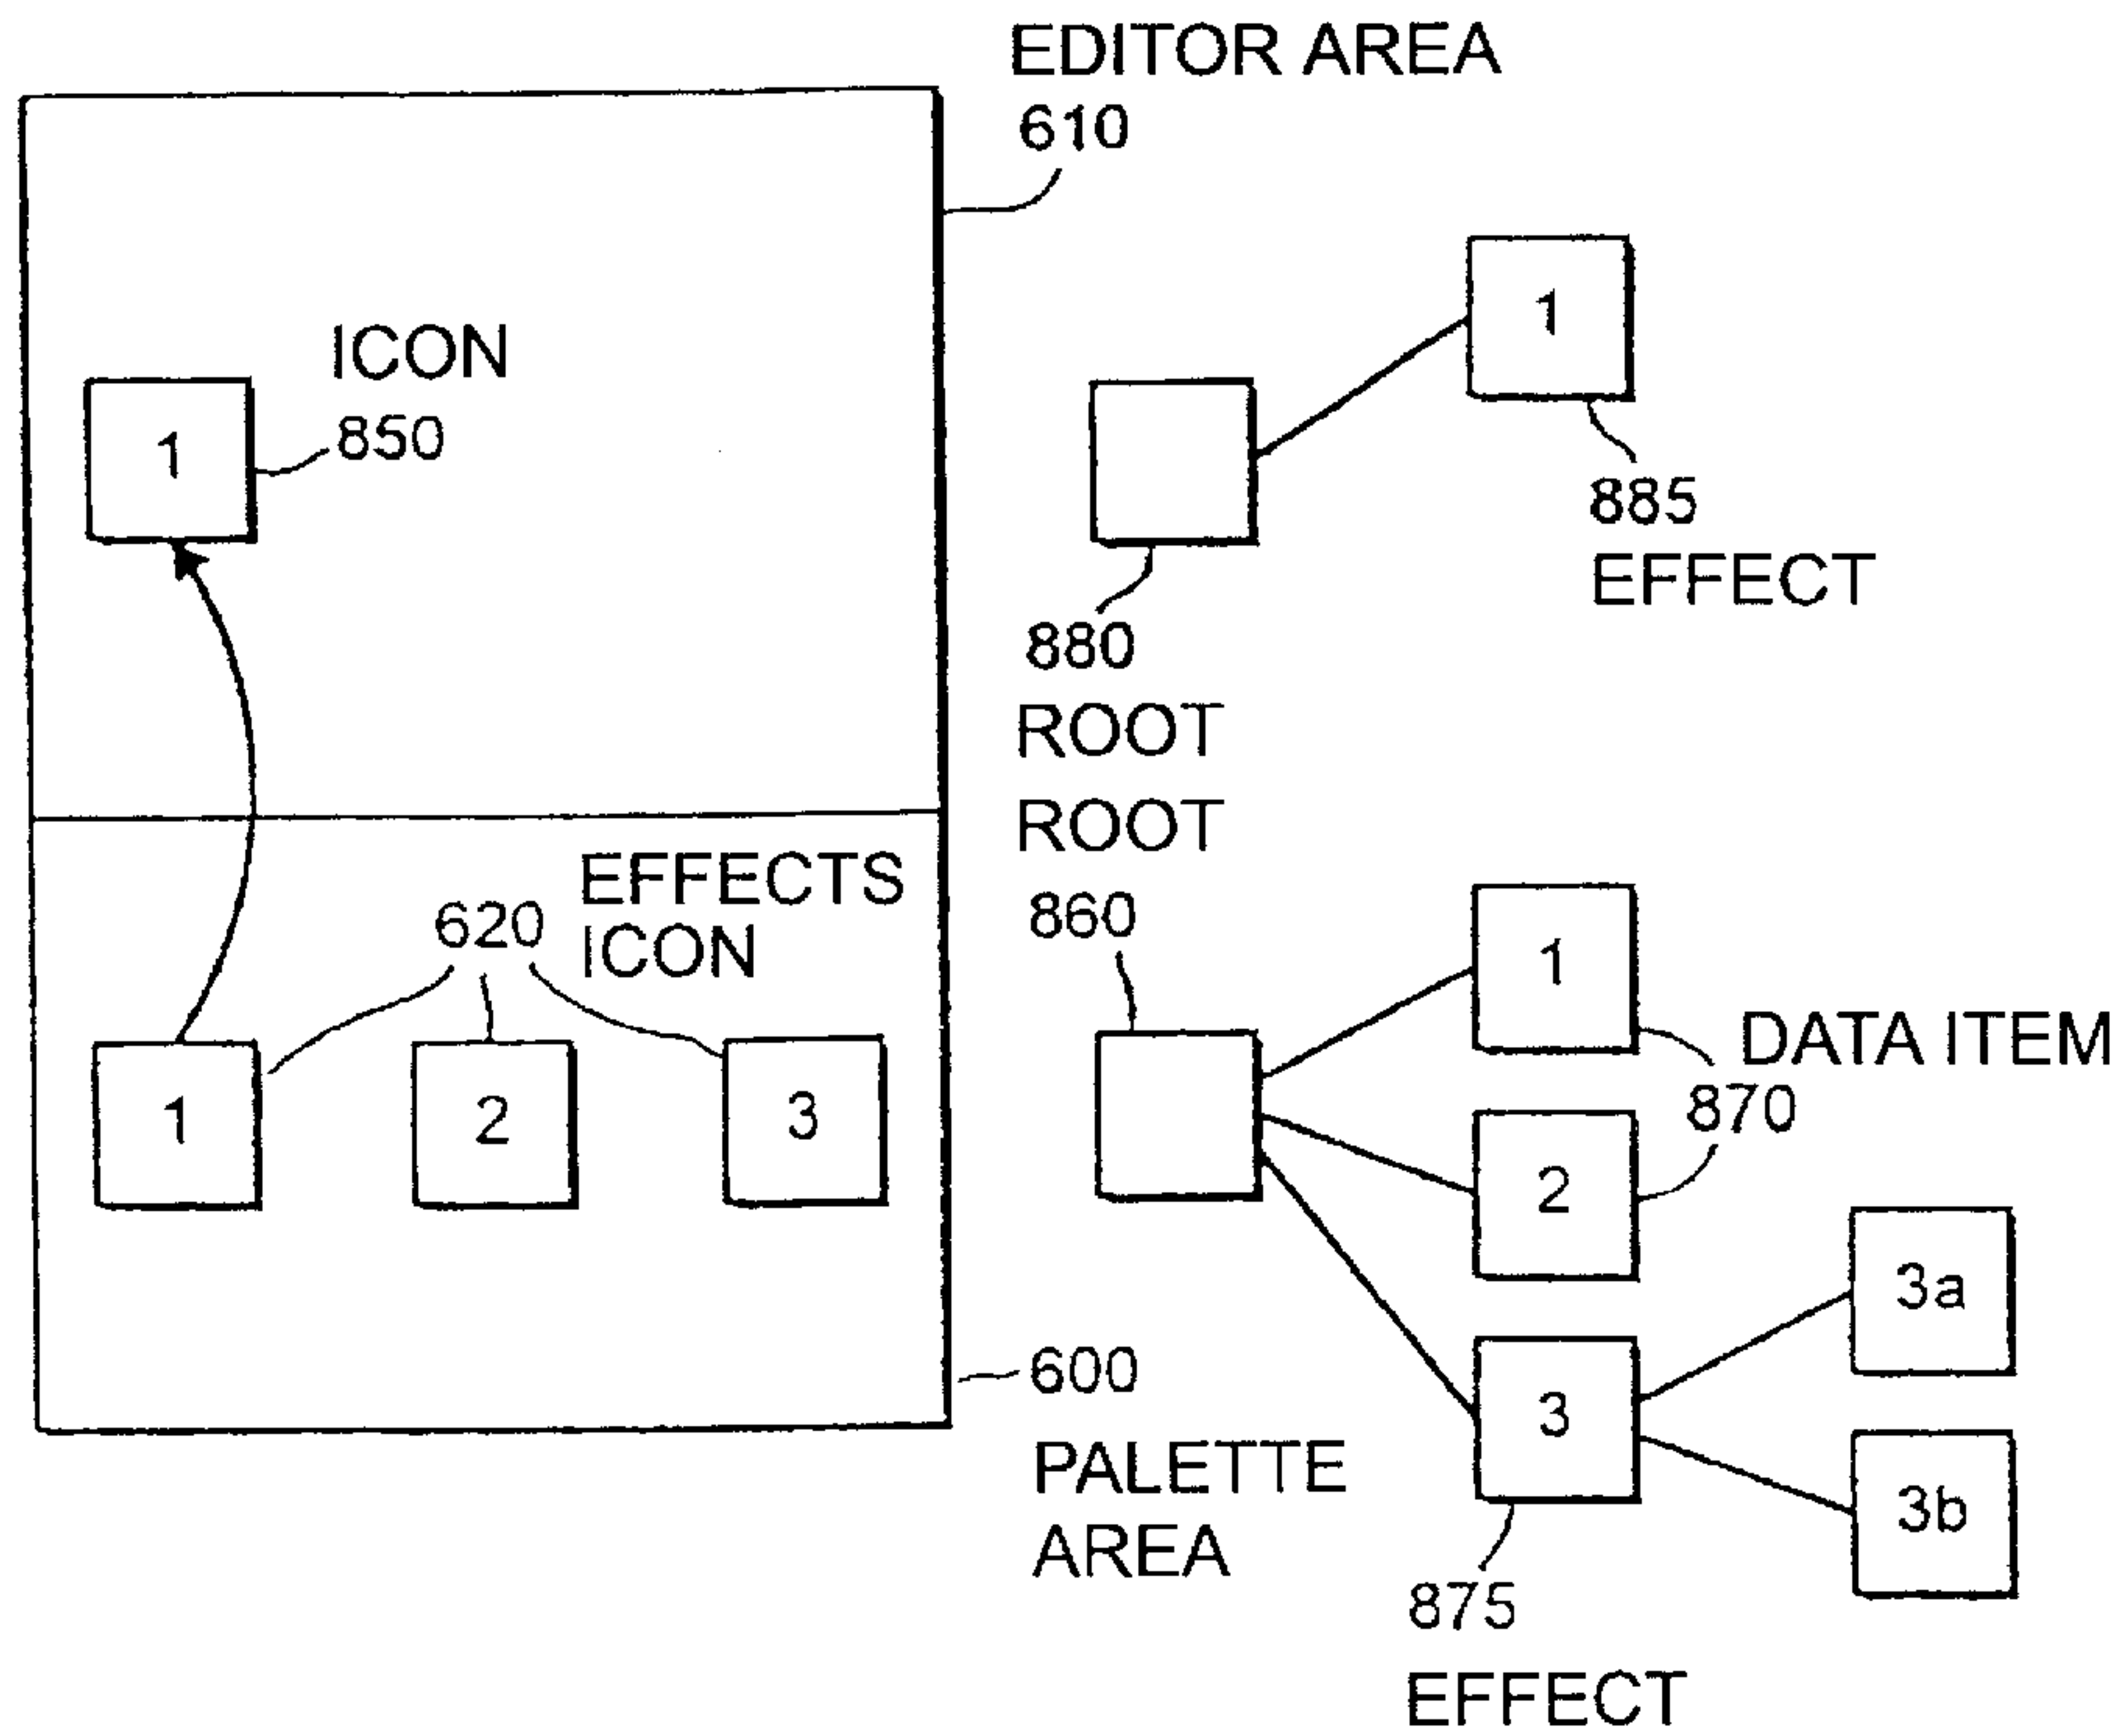 EDITOR AREA
610
ICON
850
1
1
885
EFFECT
880
ROOT
ROOT
860
EFFECTS
ICON
620
1
2
3
1
DATA ITEM
870
2
3a
3
3b
600
PALETTE
AREA
875
EFFECT